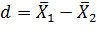 d = X̄₁ − X̄₂